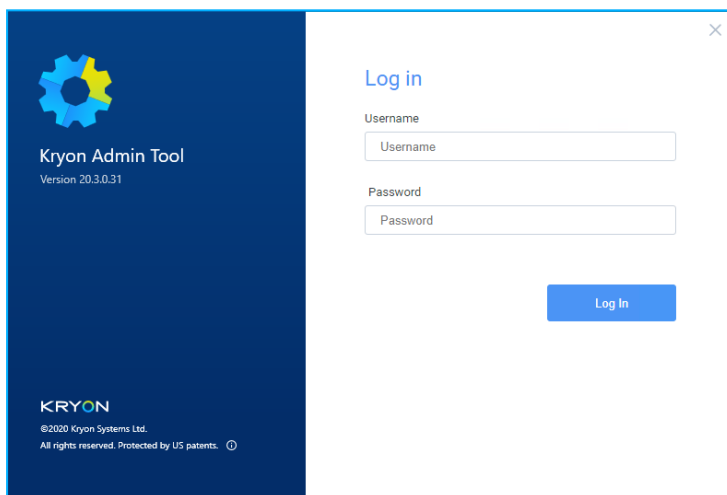 Kryon Admin Tool
Version 20.3.0.31
KRYON
©2020 Kryon Systems Ltd.
All rights reserved. Protected by US patents.
Log in
Username
Username
Password
Password
Log In